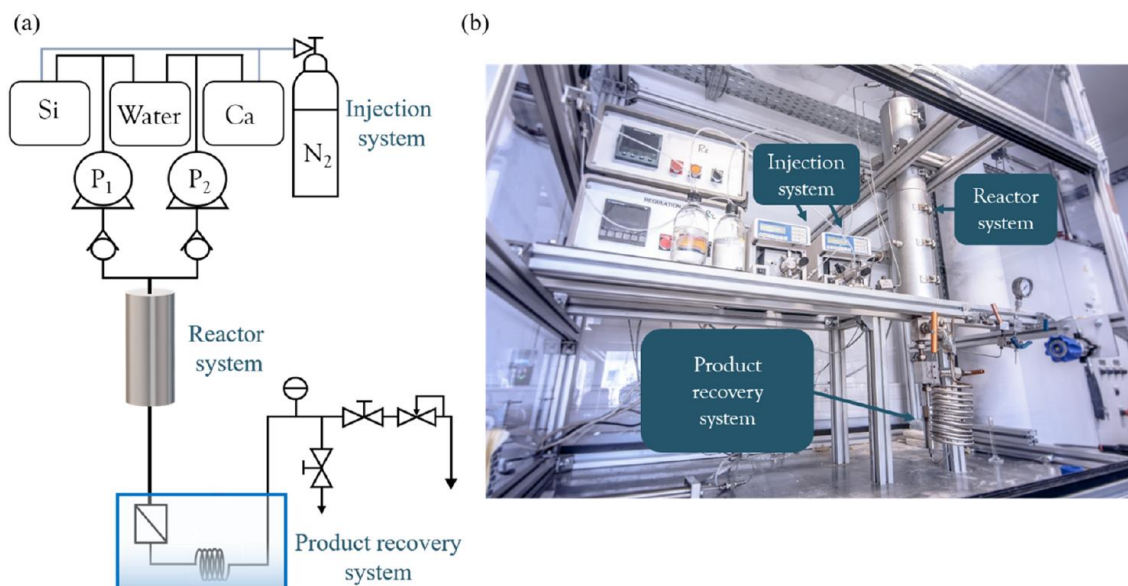 (a)
Si
Water
Ca
N2
Injection
system
P1
P2
Reactor
system
Product recovery
system
(b)
REGULATION
Injection
system
Reactor
system
Product
recovery
system